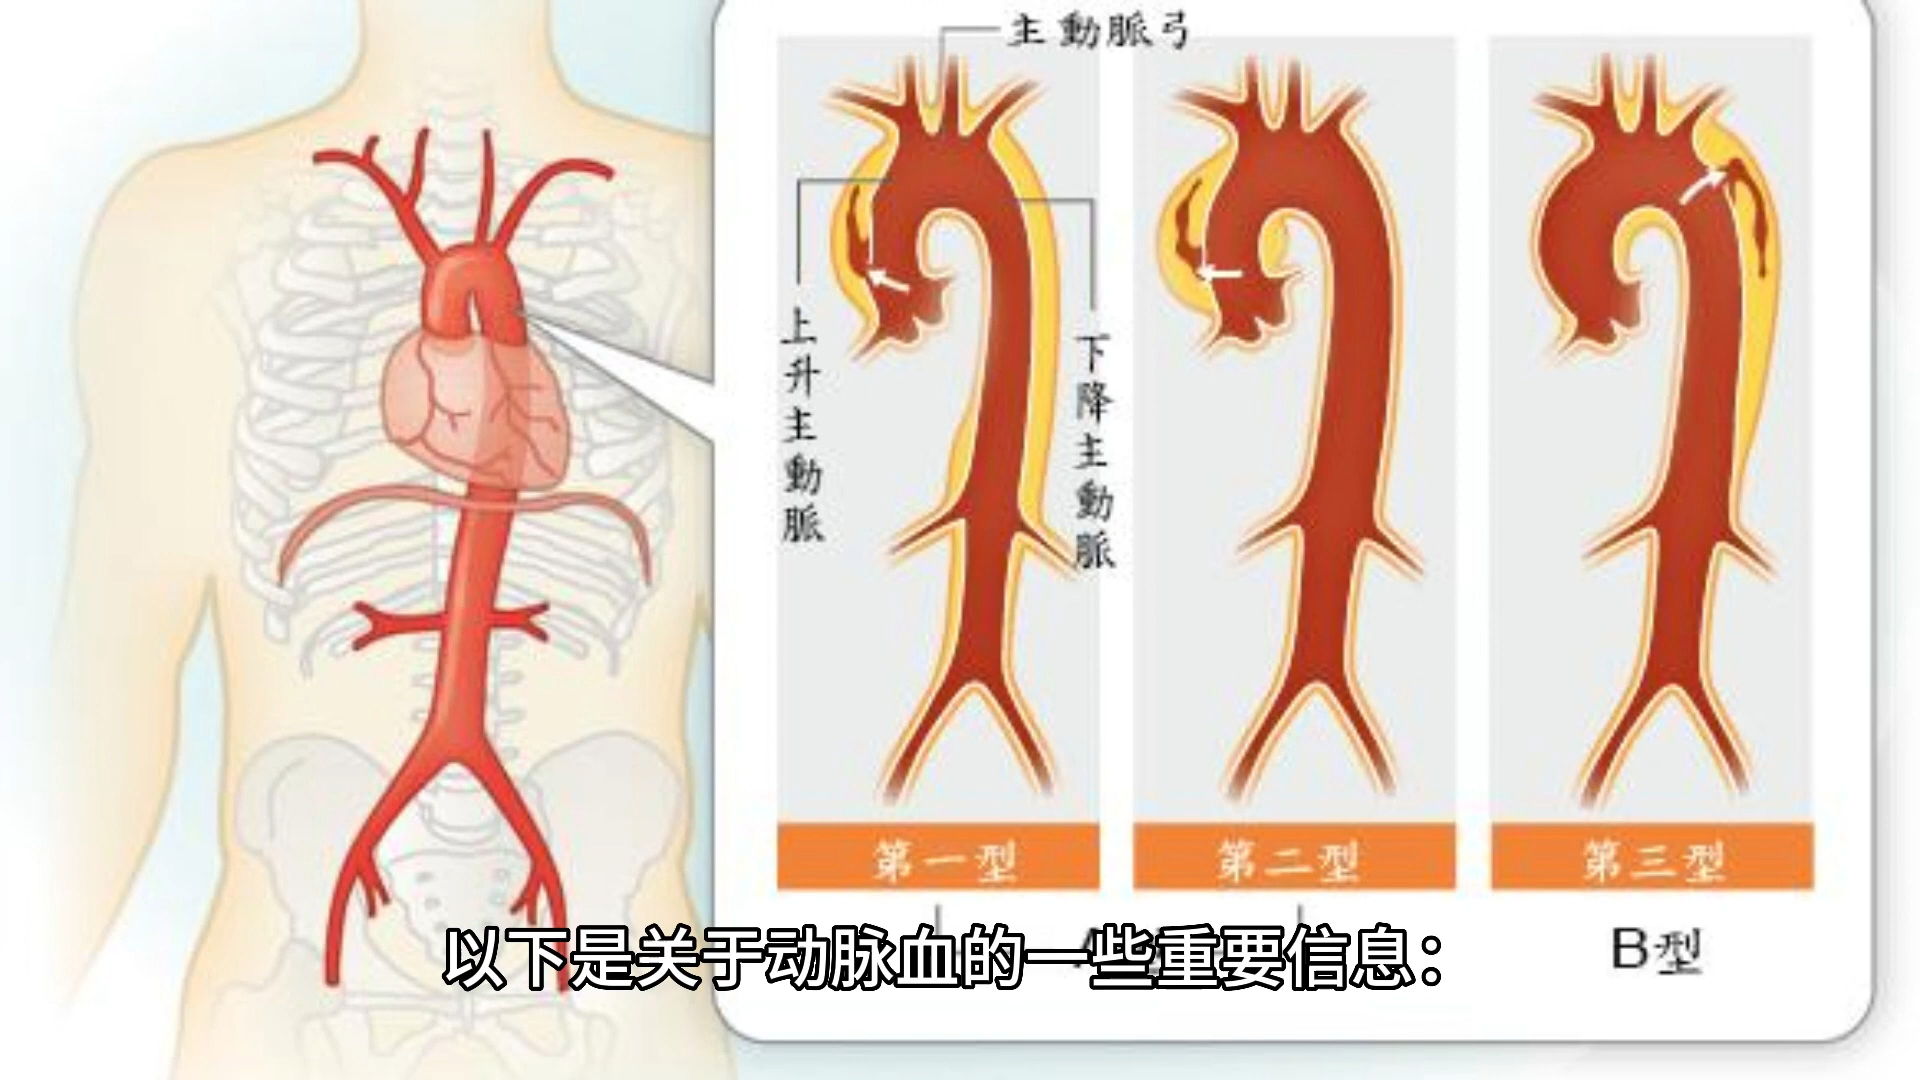 主動脈弓
上升主動脈
下降主動脈
第一型
第二型
第三型
B型
以下是关于动脉血的一些重要信息：